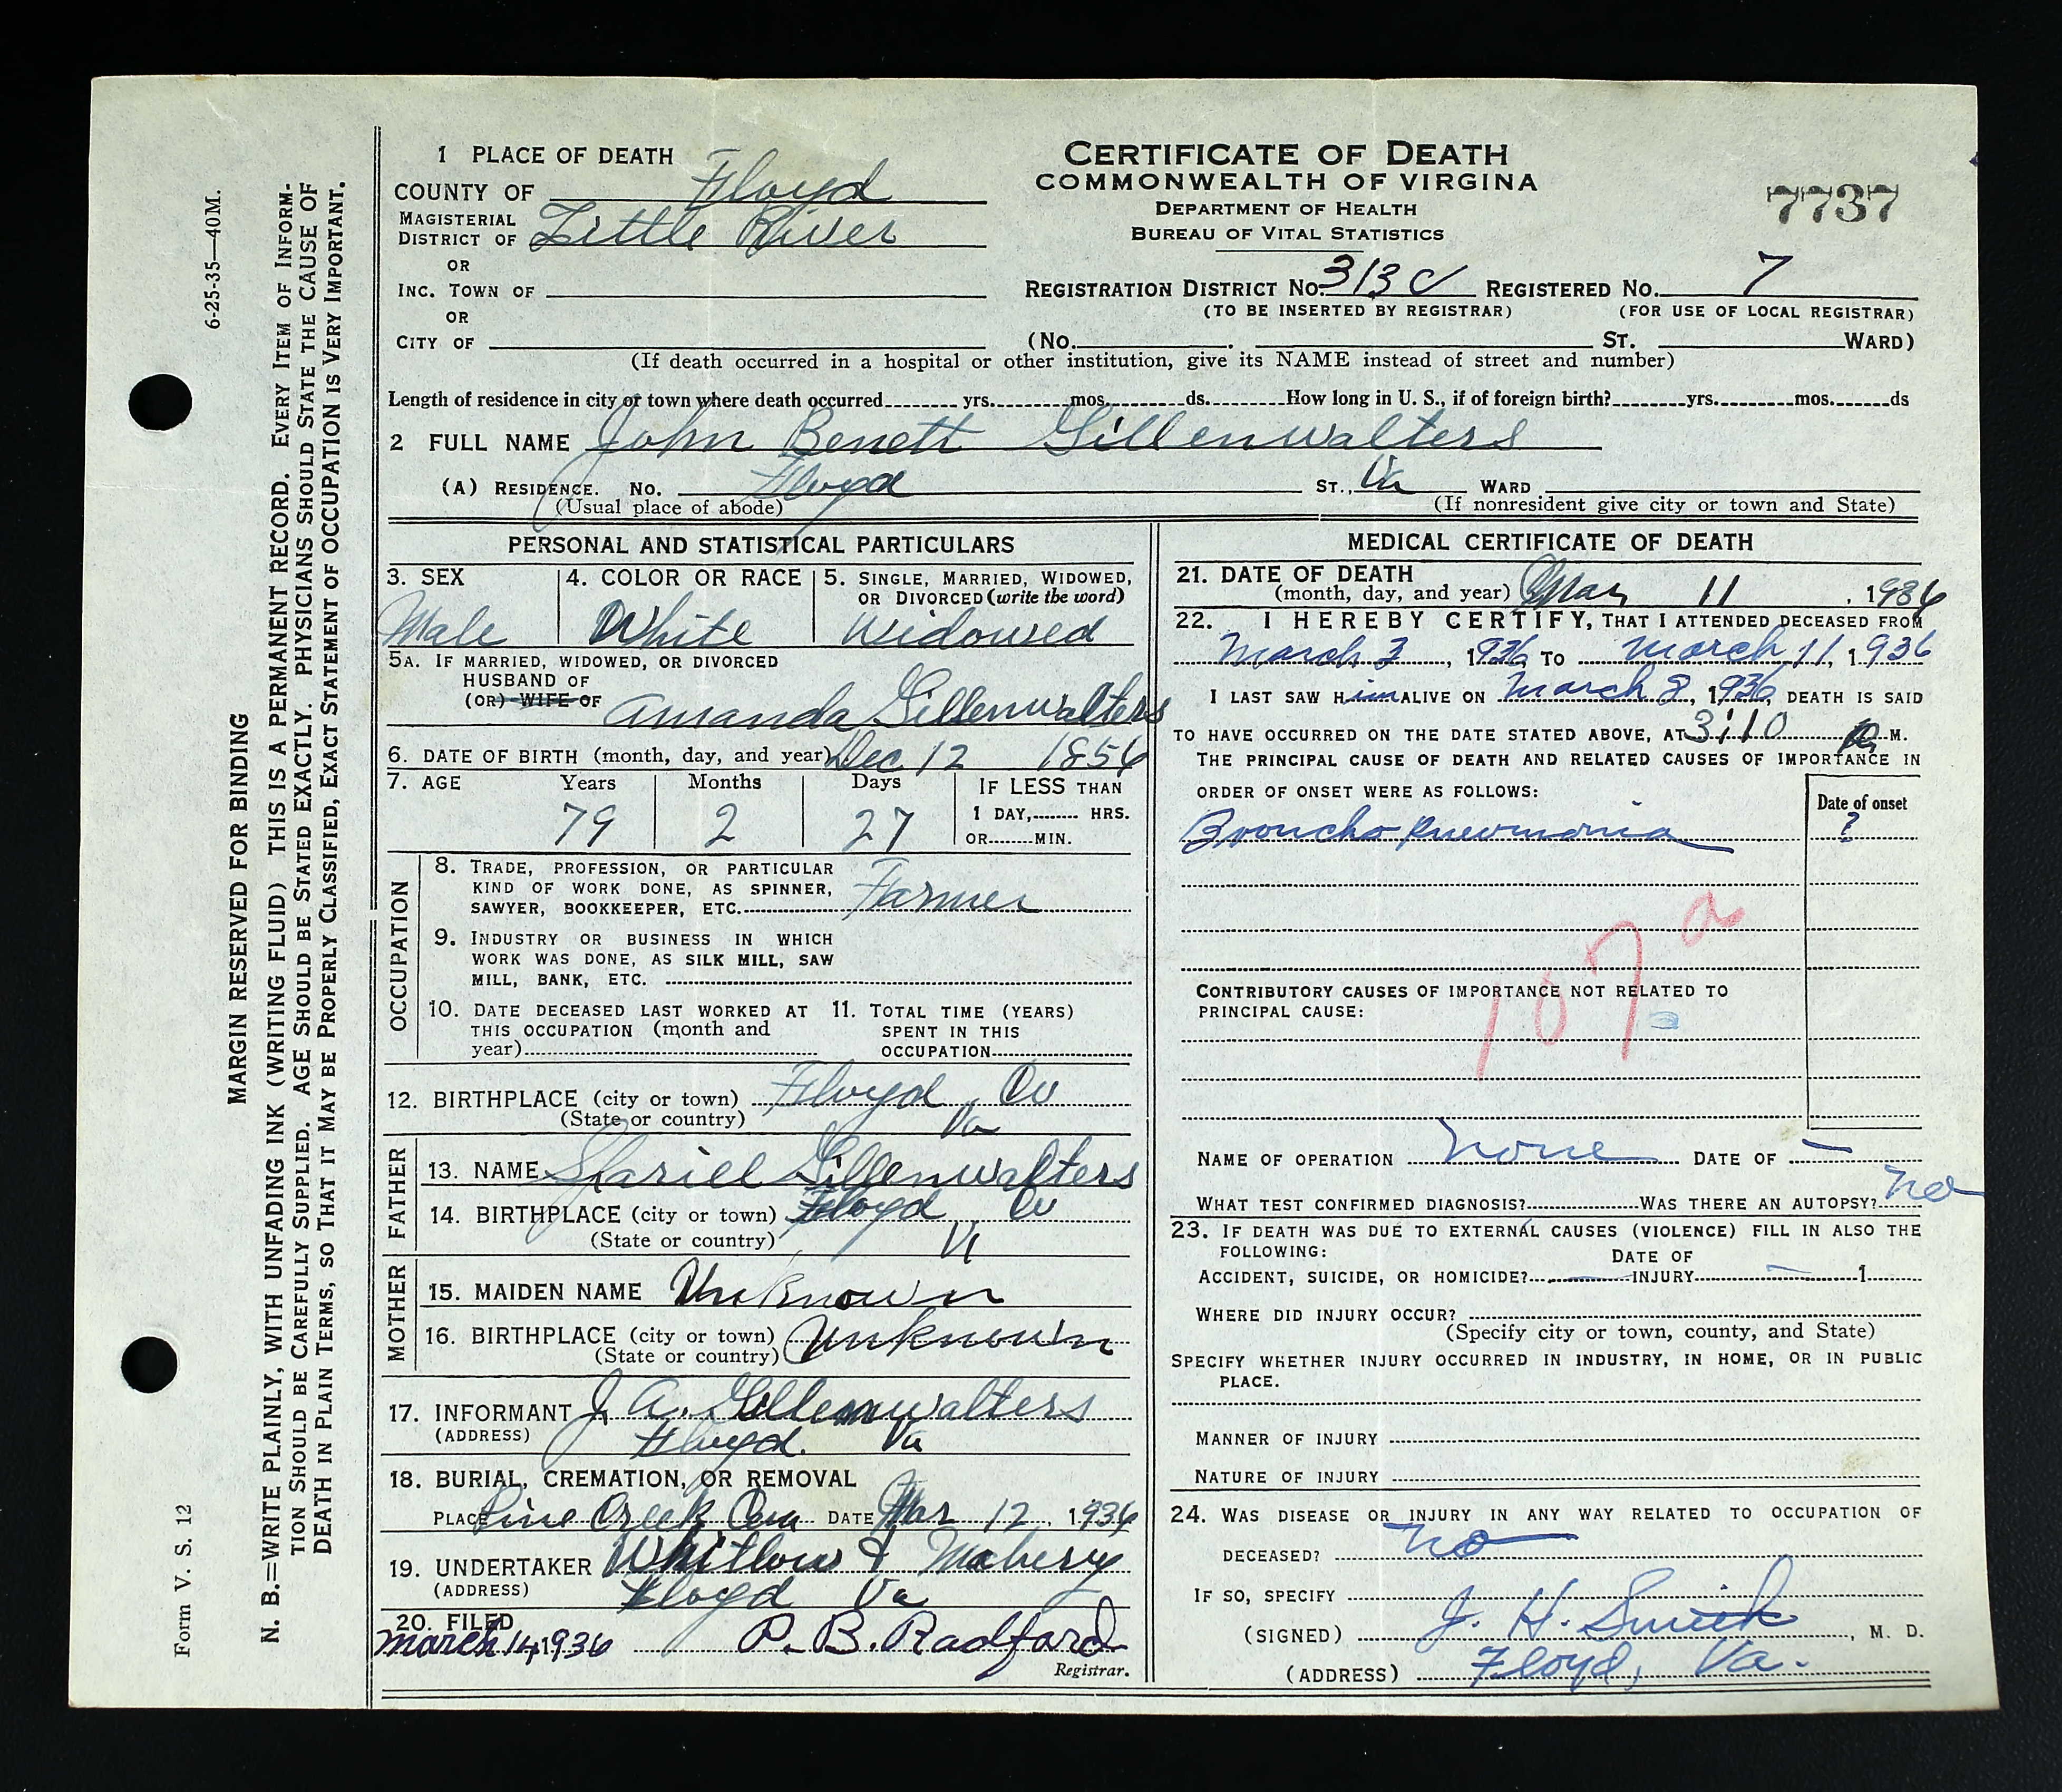 6-25-35—40M.
MARGIN RESERVED FOR BINDING
N. B.=WRITE PLAINLY, WITH UNFADING INK (WRITING FLUID) THIS IS A PERMANENT RECORD. EVERY ITEM OF INFORM-
TION SHOULD BE CAREFULLY SUPPLIED. AGE SHOULD BE STATED EXACTLY. PHYSICIANS SHOULD STATE THE CAUSE OF
DEATH IN PLAIN TERMS, SO THAT IT MAY BE PROPERLY CLASSIFIED, EXACT STATEMENT OF OCCUPATION IS VERY IMPORTANT.
Form V. S. 12
CERTIFICATE OF DEATH
COMMONWEALTH OF VIRGINA
DEPARTMENT OF HEALTH
BUREAU OF VITAL STATISTICS
7737
1 PLACE OF DEATH
COUNTY OF Floyd
MAGISTERIAL DISTRICT OF Little River
OR
INC. TOWN OF
OR
CITY OF
REGISTRATION DISTRICT NO. 313 C REGISTERED NO. 7
(TO BE INSERTED BY REGISTRAR) (FOR USE OF LOCAL REGISTRAR)
(NO. ST. WARD)
(If death occurred in a hospital or other institution, give its NAME instead of street and number)
Length of residence in city or town where death occurred yrs. mos. ds. How long in U. S., if of foreign birth? yrs. mos. ds
2 FULL NAME John Benett Gillenwalters
(A) RESIDENCE. NO. Floyd ST., Va WARD
(Usual place of abode) (If nonresident give city or town and State)
PERSONAL AND STATISTICAL PARTICULARS
3. SEX Male
4. COLOR OR RACE White
5. SINGLE, MARRIED, WIDOWED,
OR DIVORCED (write the word)
Widowed
5A. IF MARRIED, WIDOWED, OR DIVORCED
HUSBAND OF
(OR) WIFE OF Amanda Gillenwalters
6. DATE OF BIRTH (month, day, and year) Dec 12 1856
7. AGE Years Months Days IF LESS THAN
79 2 27 1 DAY, HRS.
OR MIN.
OCCUPATION
8. TRADE, PROFESSION, OR PARTICULAR
KIND OF WORK DONE, AS SPINNER,
SAWYER, BOOKKEEPER, ETC. Farmer
9. INDUSTRY OR BUSINESS IN WHICH
WORK WAS DONE, AS SILK MILL, SAW
MILL, BANK, ETC.
10. DATE DECEASED LAST WORKED AT
THIS OCCUPATION (month and
year)
11. TOTAL TIME (YEARS)
SPENT IN THIS
OCCUPATION
12. BIRTHPLACE (city or town) Floyd Co
(State or country) Va
FATHER
13. NAME Gillenwalters
14. BIRTHPLACE (city or town) Floyd Co
(State or country) Va
MOTHER
15. MAIDEN NAME Unknown
16. BIRTHPLACE (city or town) Unknown
(State or country)
17. INFORMANT J. A. Gillenwalters
(ADDRESS) Floyd. Va
18. BURIAL, CREMATION, OR REMOVAL
PLACE Pine Creek Cem DATE Mar 12, 1936
19. UNDERTAKER Whitlow & Mabery
(ADDRESS) Floyd Va
20. FILED
March 14, 1936 P. B. Radford
Registrar.
MEDICAL CERTIFICATE OF DEATH
21. DATE OF DEATH
(month, day, and year) Mar 11, 1936
22. I HEREBY CERTIFY, THAT I ATTENDED DECEASED FROM
March 3, 1936 TO March 11, 1936
I LAST SAW H im ALIVE ON March 8, 1936, DEATH IS SAID
TO HAVE OCCURRED ON THE DATE STATED ABOVE, AT 3:10 M.
THE PRINCIPAL CAUSE OF DEATH AND RELATED CAUSES OF IMPORTANCE IN
ORDER OF ONSET WERE AS FOLLOWS:
Date of onset
Broncho pneumonia ?
107 a
CONTRIBUTORY CAUSES OF IMPORTANCE NOT RELATED TO
PRINCIPAL CAUSE:
NAME OF OPERATION None DATE OF —
WHAT TEST CONFIRMED DIAGNOSIS? WAS THERE AN AUTOPSY? No
23. IF DEATH WAS DUE TO EXTERNAL CAUSES (VIOLENCE) FILL IN ALSO THE
FOLLOWING:
DATE OF
ACCIDENT, SUICIDE, OR HOMICIDE? — INJURY — 1
WHERE DID INJURY OCCUR?
(Specify city or town, county, and State)
SPECIFY WHETHER INJURY OCCURRED IN INDUSTRY, IN HOME, OR IN PUBLIC
PLACE.
MANNER OF INJURY
NATURE OF INJURY
24. WAS DISEASE OR INJURY IN ANY WAY RELATED TO OCCUPATION OF
DECEASED? No
IF SO, SPECIFY
(SIGNED) J. H. Smith, M. D.
(ADDRESS) Floyd, Va.